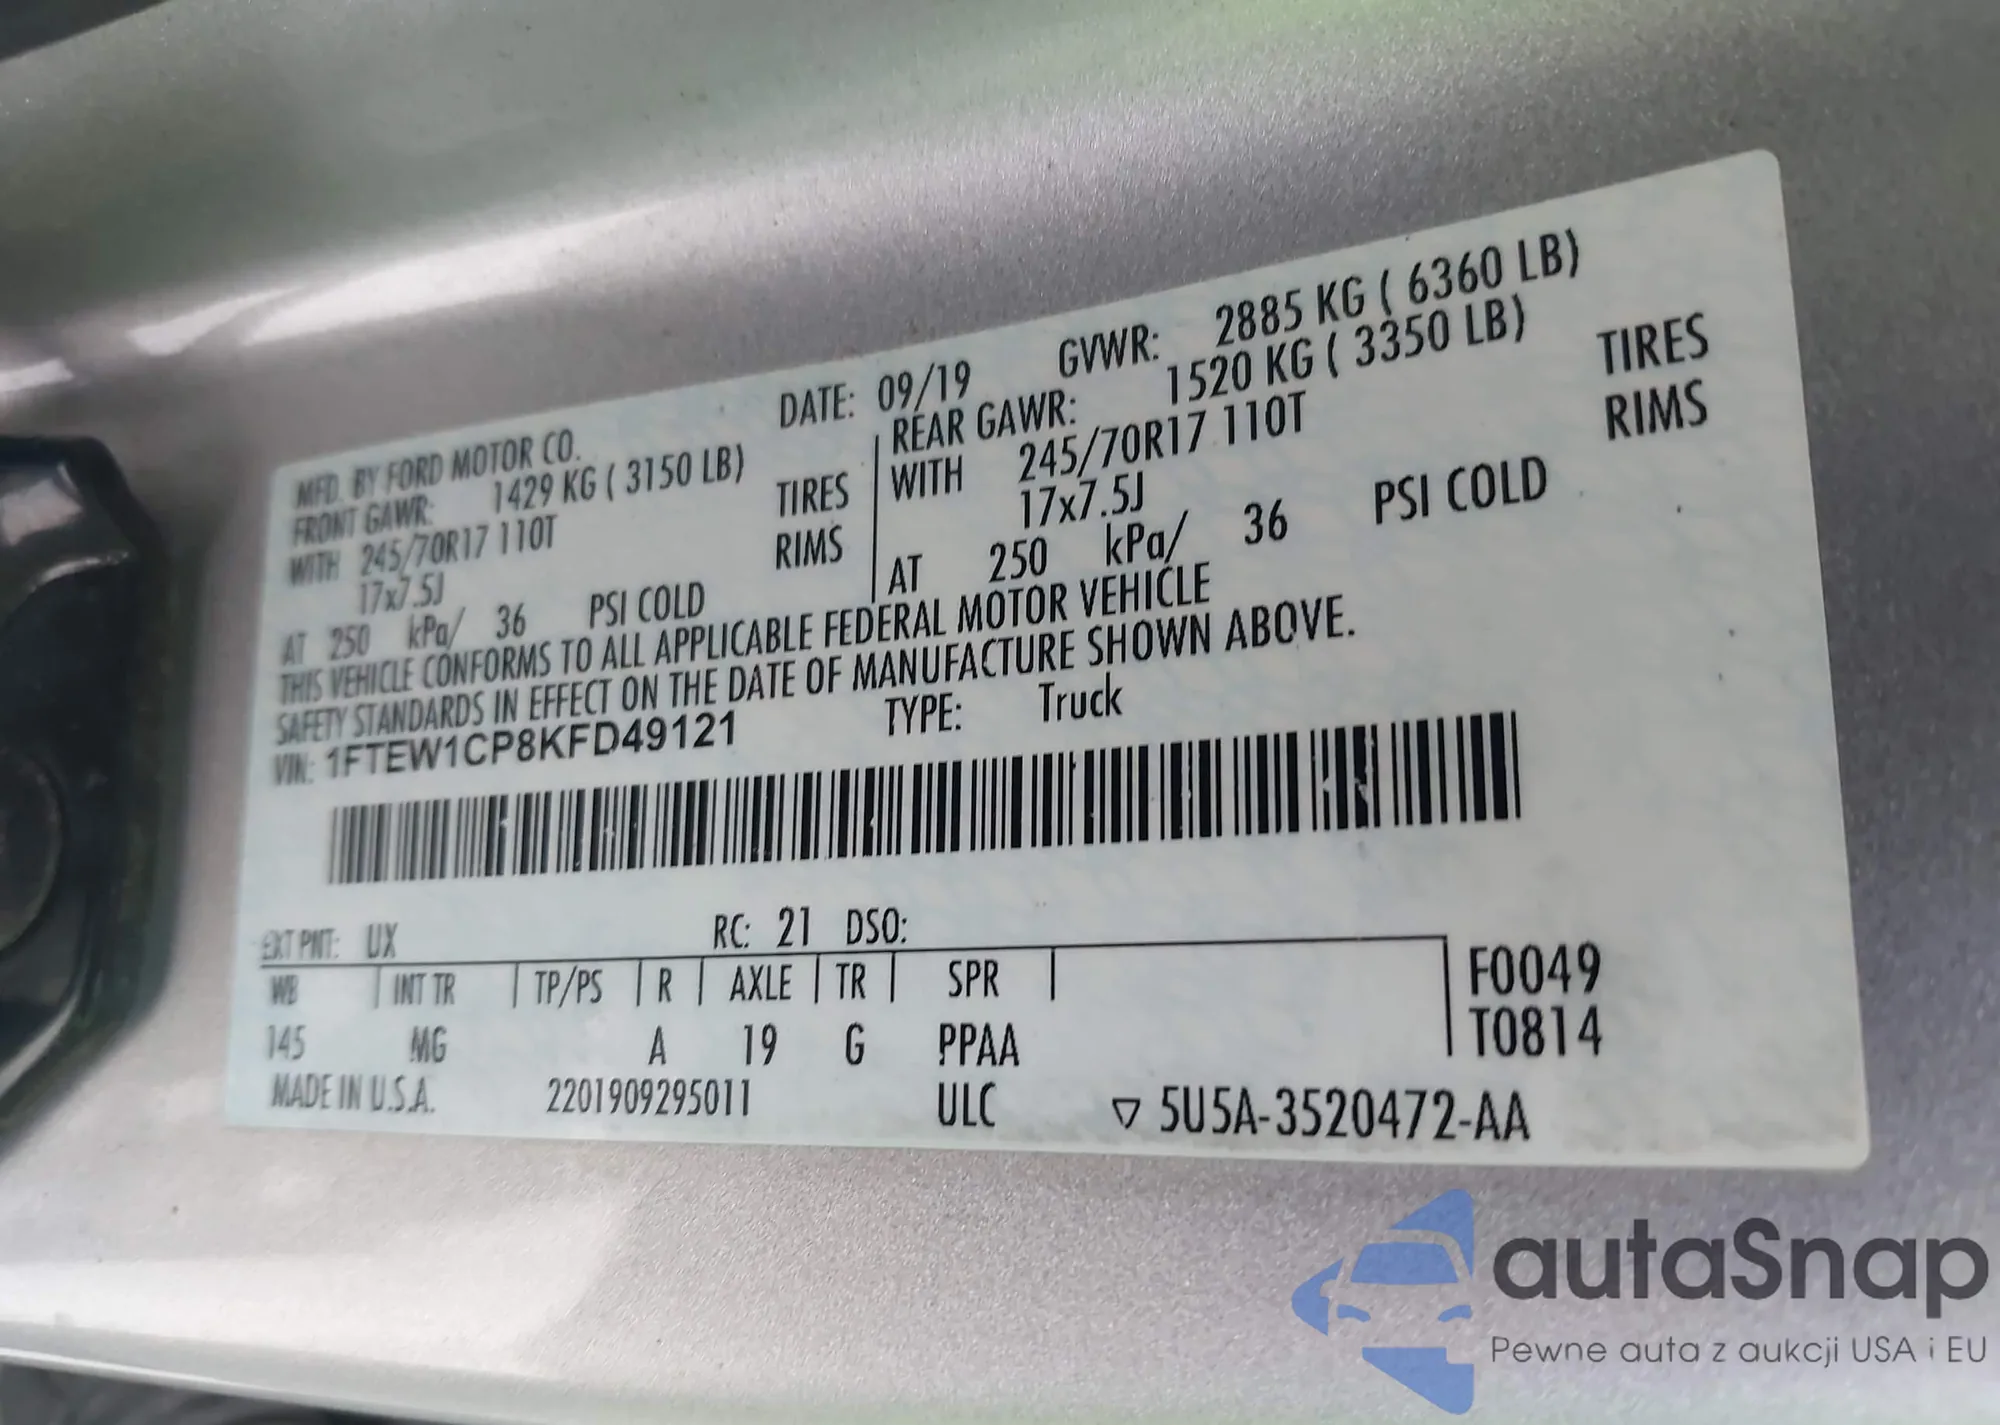 MFD. BY FORD MOTOR CO. DATE: 09/19 GVWR: 2885 KG ( 6360 LB)
FRONT GAWR: 1429 KG ( 3150 LB) REAR GAWR: 1520 KG ( 3350 LB)
WITH 245/70R17 110T TIRES WITH 245/70R17 110T TIRES
17x7.5J RIMS 17x7.5J RIMS
AT 250 kPa/ 36 PSI COLD AT 250 kPa/ 36 PSI COLD
THIS VEHICLE CONFORMS TO ALL APPLICABLE FEDERAL MOTOR VEHICLE
SAFETY STANDARDS IN EFFECT ON THE DATE OF MANUFACTURE SHOWN ABOVE.
VIN: 1FTEW1CP8KFD49121 TYPE: Truck
EXT PNT: UX RC: 21 DSO:
WB INT TR TP/PS R AXLE TR SPR F0049
145 MG A 19 G PPAA T0814
MADE IN U.S.A. 2201909295011 ULC ▽ 5U5A-3520472-AA
autaSnap
Pewne auta z aukcji USA i EU